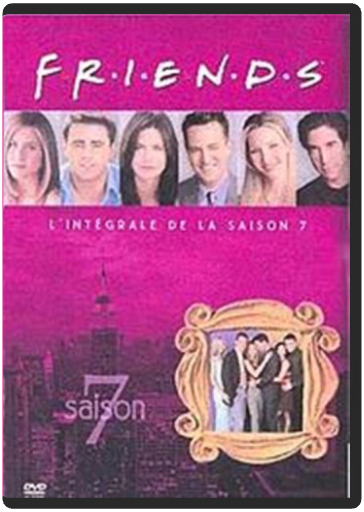 F·R·I·E·N·D·S
L'INTÉGRALE DE LA SAISON 7
saison
7
DVD